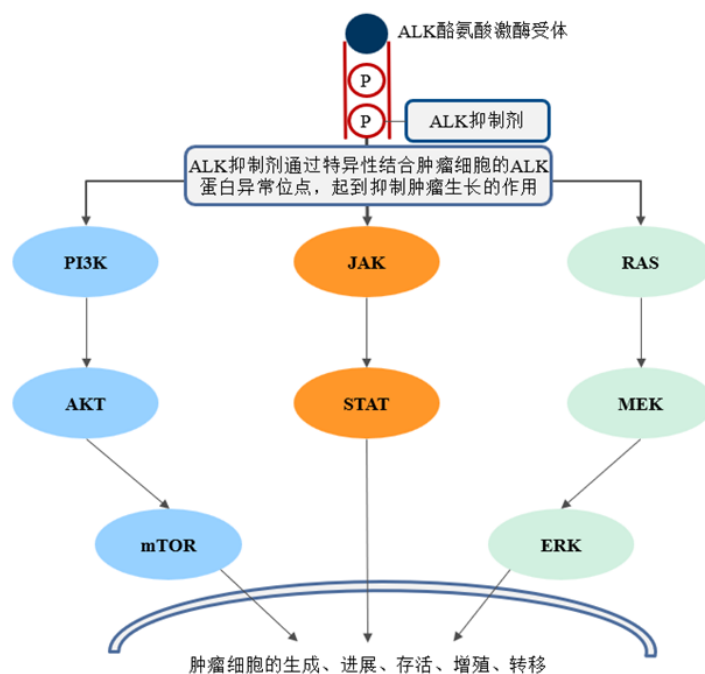 ALK酪氨酸激酶受体
P
P
ALK抑制剂
ALK抑制剂通过特异性结合肿瘤细胞的ALK
蛋白异常位点，起到抑制肿瘤生长的作用
PI3K
JAK
RAS
AKT
STAT
MEK
mTOR
ERK
肿瘤细胞的生成、进展、存活、增殖、转移